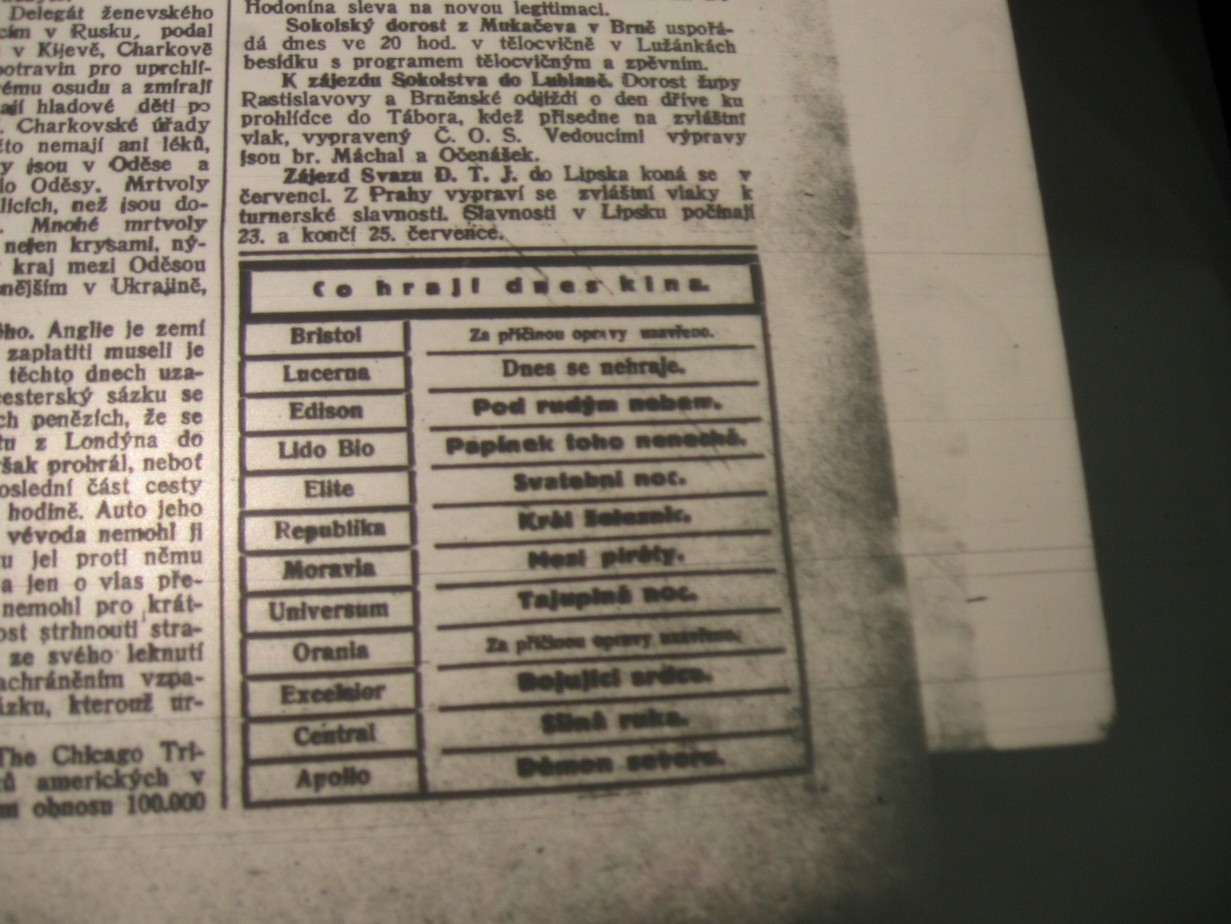 Delegát ženevského
cím v Rusku, podal
v Kijevě, Charkově
potravin pro uprchlí-
ému osudu a zmírají
ají hladové děti po
Charkovské úřady
to nemají ani léků,
y jsou v Oděse a
lo Oděsy. Mrtvoly
licích, než jsou do-
. Mnohé mrtvoly
nejen krysami, ný-
kraj mezi Oděsou
nějším v Ukrajině,
ho. Anglie je zemí
zaplatiti museli je
těchto dnech uza-
cesterský sázku se
ch penězích, že se
tu z Londýna do
šak probrál, neboť
oslední část cesty
hodině. Auto jeho
vévoda nemohl ji
u jel proti němu
a jen o vlas pře-
nemohl pro krát-
ost strhnouti stra-
ze svého leknutí
achráněním vzpa-
ázku, kterouž ur-
The Chicago Tri-
ů amerických v
m obnosu 100.000
Hodonína sleva na novou legitimaci.
Sokolský dorost z Mukačeva v Brně uspořá-
dá dnes ve 20 hod. v tělocvičně v Lužánkách
besídku s programem tělocvičným a zpěvním.
K zájezdu Sokolstva do Lublaně. Dorost župy
Rastislavovy a Brněnské odjíždí o den dříve ku
prohlídce do Tábora, kdež přisedne na zvláštní
vlak, vypravený Č. O. S. Vedoucími výpravy
jsou br. Máchal a Očenášek.
Zájezd Svazu D. T. J. do Lipska koná se v
červenci. Z Prahy vypraví se zvláštní vlaky k
turnerské slavnosti. Slavnosti v Lipsku počínají
23. a končí 25. července.
Co hrají dnes kina.
Bristol Za příčinou opravy uzavřeno.
Lucerna Dnes se nehraje.
Edison Pod rudým nebem.
Lido Bio Papínek toho nenechá.
Elite Svatební noc.
Republika Král železnic.
Moravia Mezi piráty.
Universum Tajuplná noc.
Orania Za příčinou opravy uzavřeno.
Excelsior Bojující srdce.
Central Silná ruka.
Apollo Démon severu.